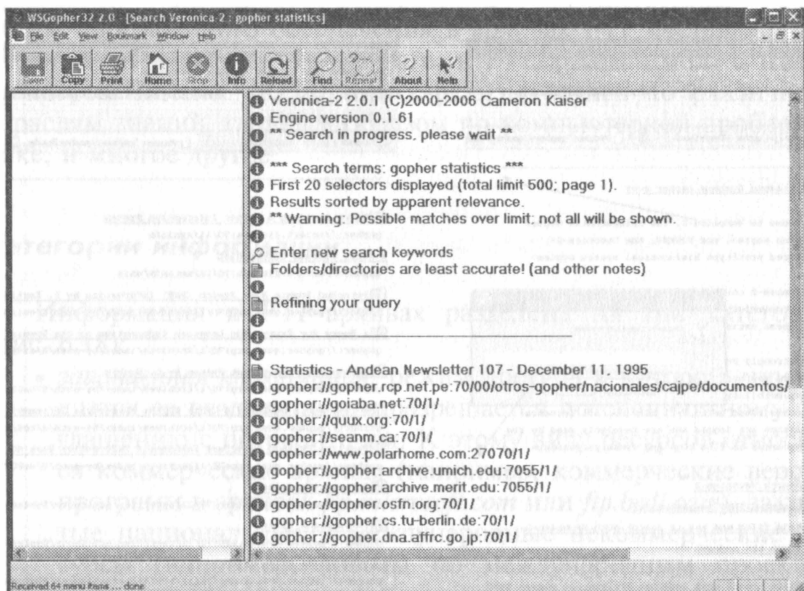 WSGopher32 2.0 - [Search Veronica-2 : gopher statistics]
File Edit View Bookmark Window Help
Save Copy Print Home Stop Info Reload Find Repeat About Help
Veronica-2 2.0.1 (C)2000-2006 Cameron Kaiser
Engine version 0.1.61
** Search in process, please wait **
*** Search terms: gopher statistics ***
First 20 selectors displayed (total limit 500; page 1).
Results sorted by apparent relevance.
** Warning: Possible matches over limit; not all will be shown.
Enter new search keywords
Folders/directories are least accurate! (and other notes)
Refining your query
Statistics - Andean Newsletter 107 - December 11, 1995
gopher://gopher.rcp.net.pe:70/00/otros-gopher/nacionales/cajpe/documentos/
gopher://goiaba.net:70/1/
gopher://quux.org:70/1/
gopher://seanm.ca:70/1/
gopher://www.polarhome.com:27070/1/
gopher://gopher.archive.umich.edu:7055/1/
gopher://gopher.archive.merit.edu:7055/1/
gopher://gopher.osfn.org:70/1/
gopher://gopher.cs.tu-berlin.de:70/1/
gopher://gopher.dna.affrc.go.jp:70/1/
Received 64 menu items ... done